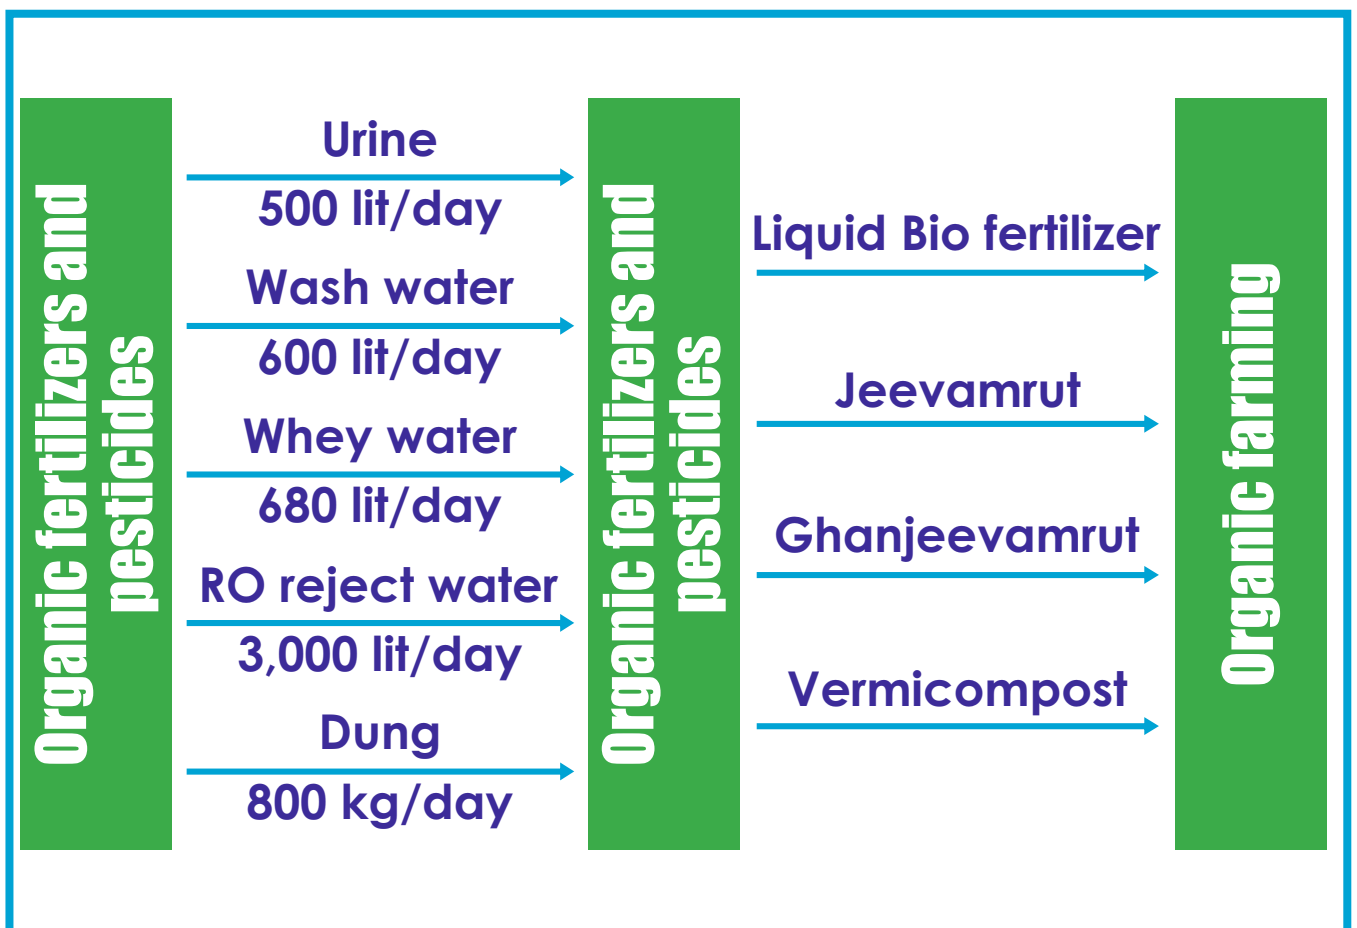 Organic fertilizers and
pesticides
Urine
500 lit/day
Wash water
600 lit/day
Whey water
680 lit/day
RO reject water
3,000 lit/day
Dung
800 kg/day
Organic fertilizers and
pesticides
Liquid Bio fertilizer
Jeevamrut
Ghanjeevamrut
Vermicompost
Organic farming